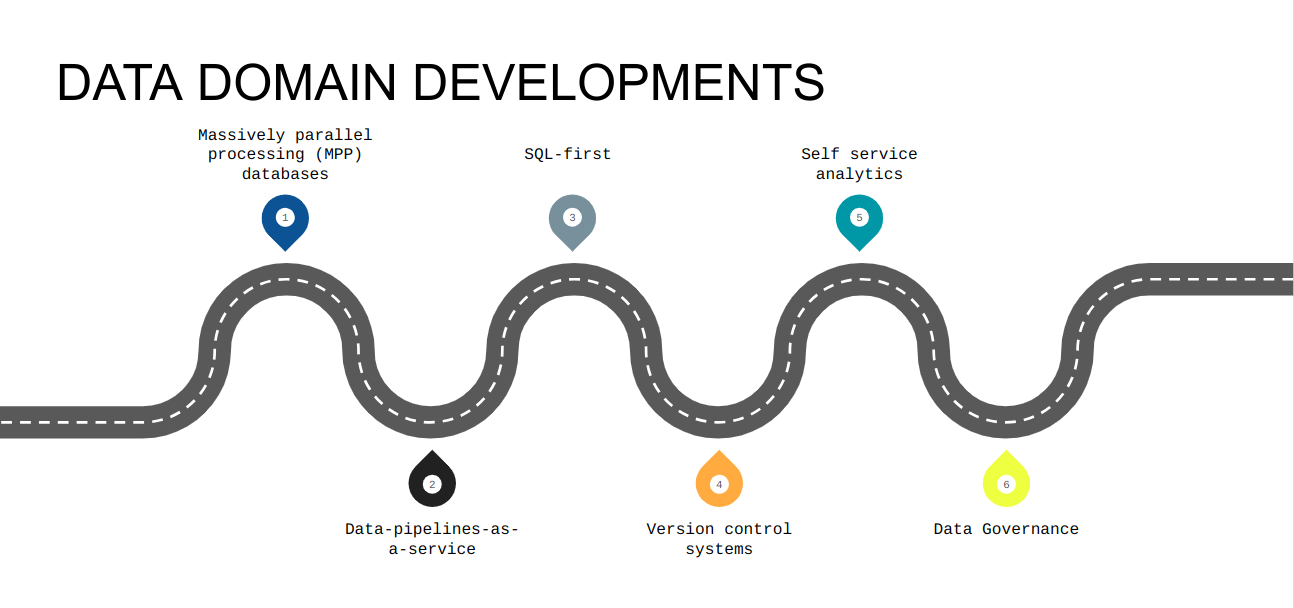 DATA DOMAIN DEVELOPMENTS
Massively parallel
processing (MPP)
databases
SQL-first
Self service
analytics
1
3
5
2
4
6
Data-pipelines-as-
a-service
Version control
systems
Data Governance